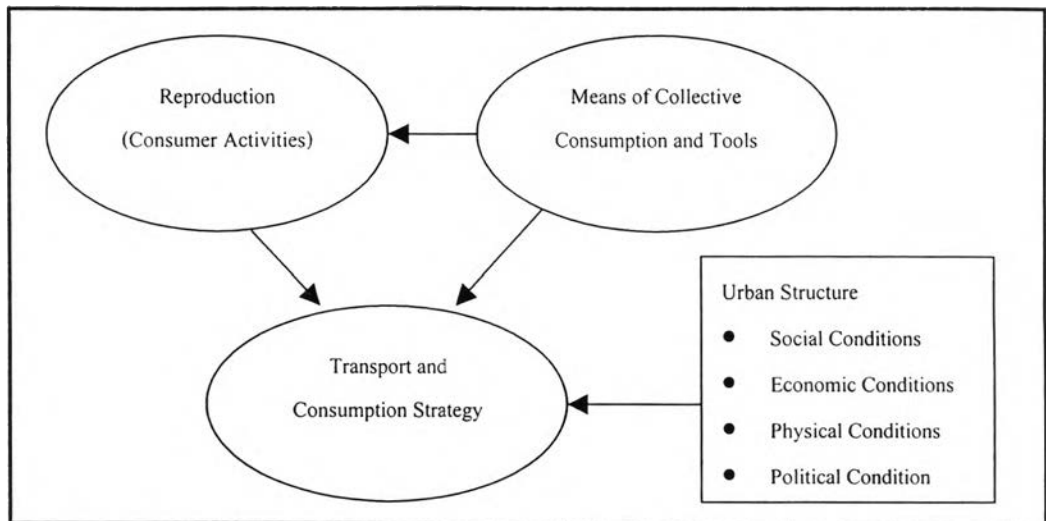 Reproduction
(Consumer Activities)
Means of Collective
Consumption and Tools
Transport and
Consumption Strategy
Urban Structure
● Social Conditions
● Economic Conditions
● Physical Conditions
● Political Condition